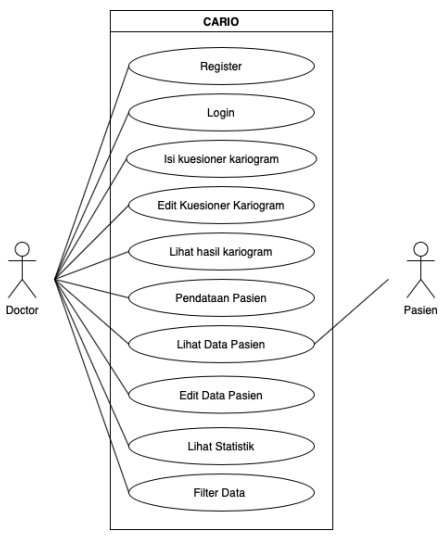 CARIO
Register
Login
Isi kuesioner kariogram
Edit Kuesioner Kariogram
Lihat hasil kariogram
Doctor
Pasien
Pendataan Pasien
Lihat Data Pasien
Edit Data Pasien
Lihat Statistik
Filter Data